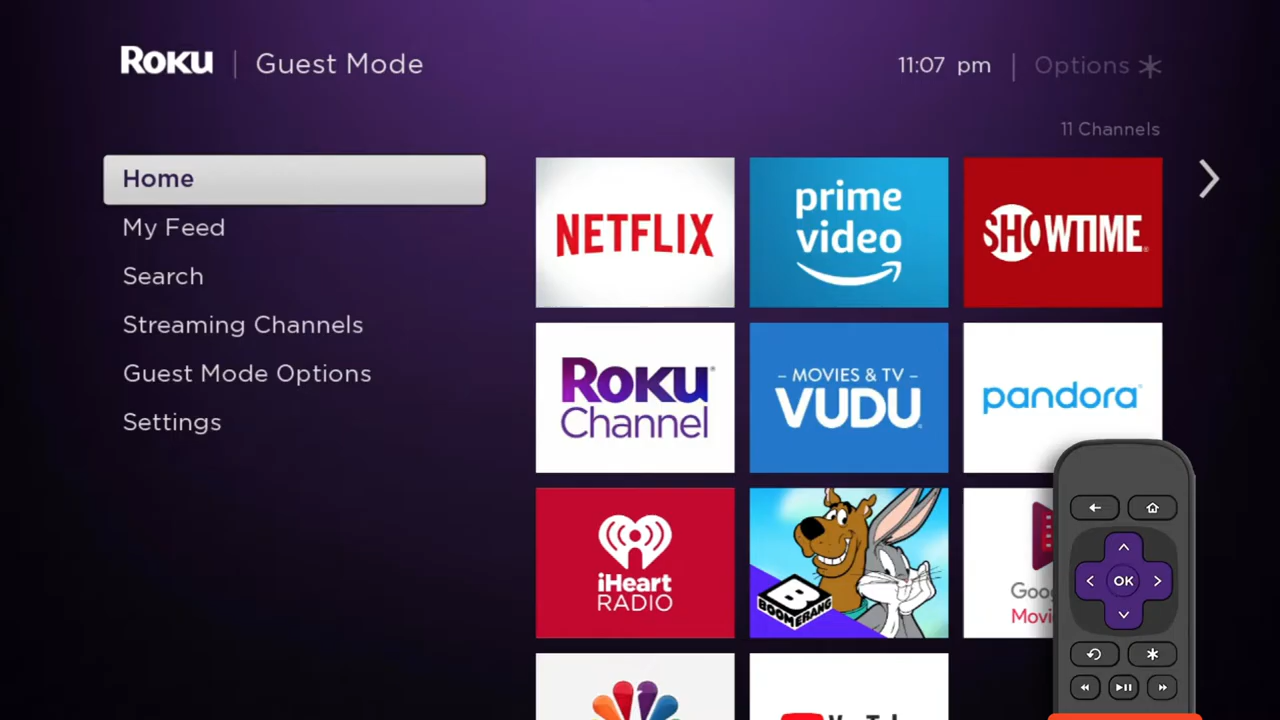 Roku | Guest Mode
11:07 pm | Options
11 Channels
Home
My Feed
Search
Streaming Channels
Guest Mode Options
Settings
NETFLIX
prime
video
SHOWTIME
Roku
Channel
MOVIES & TV
VUDU
pandora
iHeart
RADIO
BOOMERANG
OK